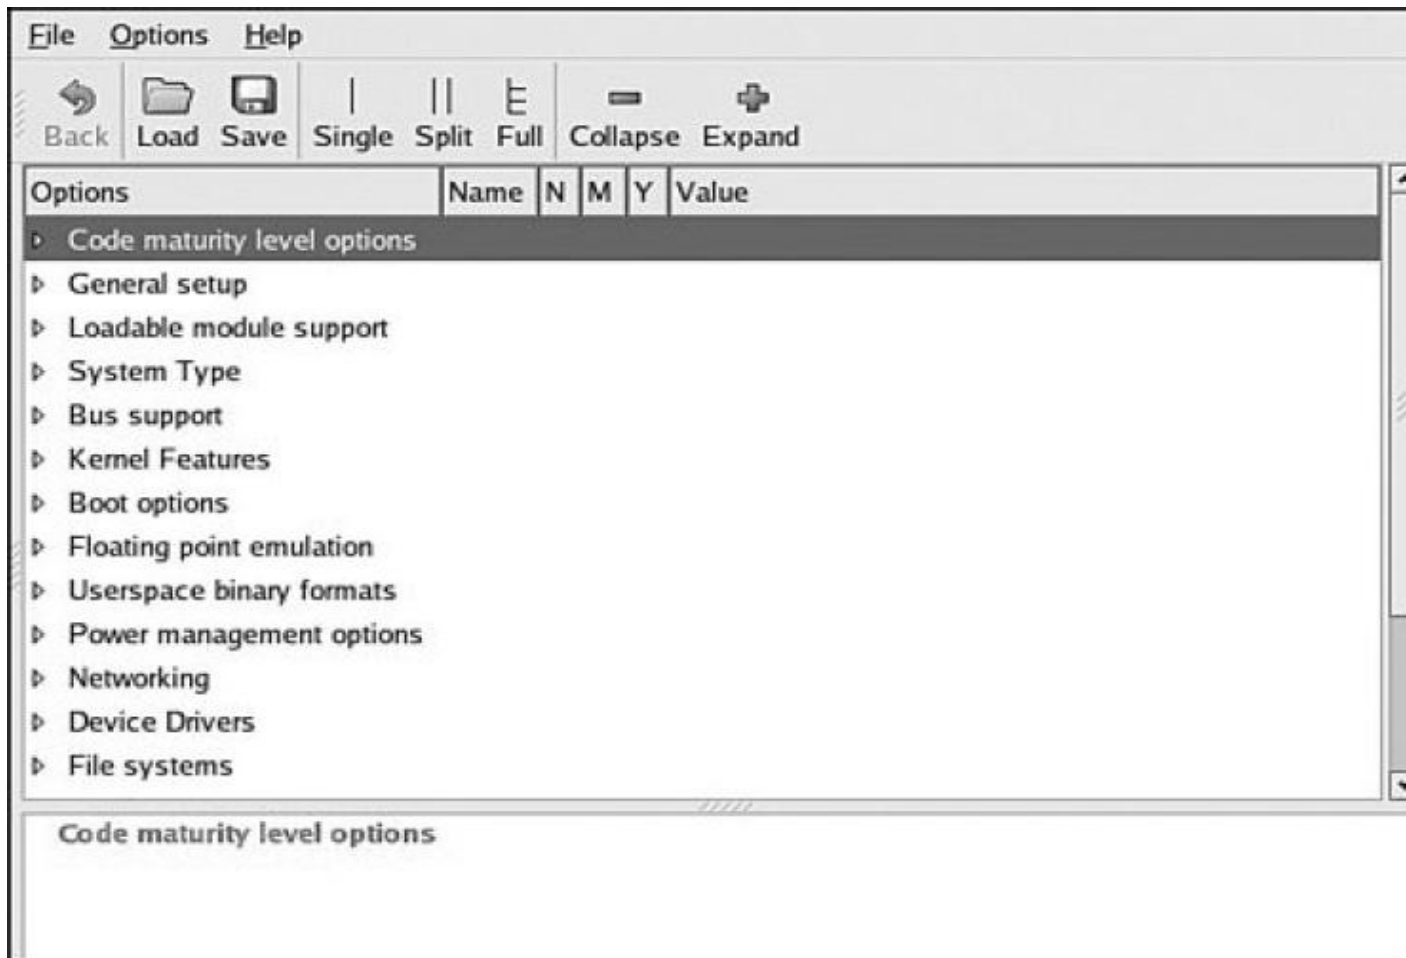 File Options Help
Back Load Save Single Split Full Collapse Expand
Options Name N M Y Value
Code maturity level options
General setup
Loadable module support
System Type
Bus support
Kernel Features
Boot options
Floating point emulation
Userspace binary formats
Power management options
Networking
Device Drivers
File systems
Code maturity level options